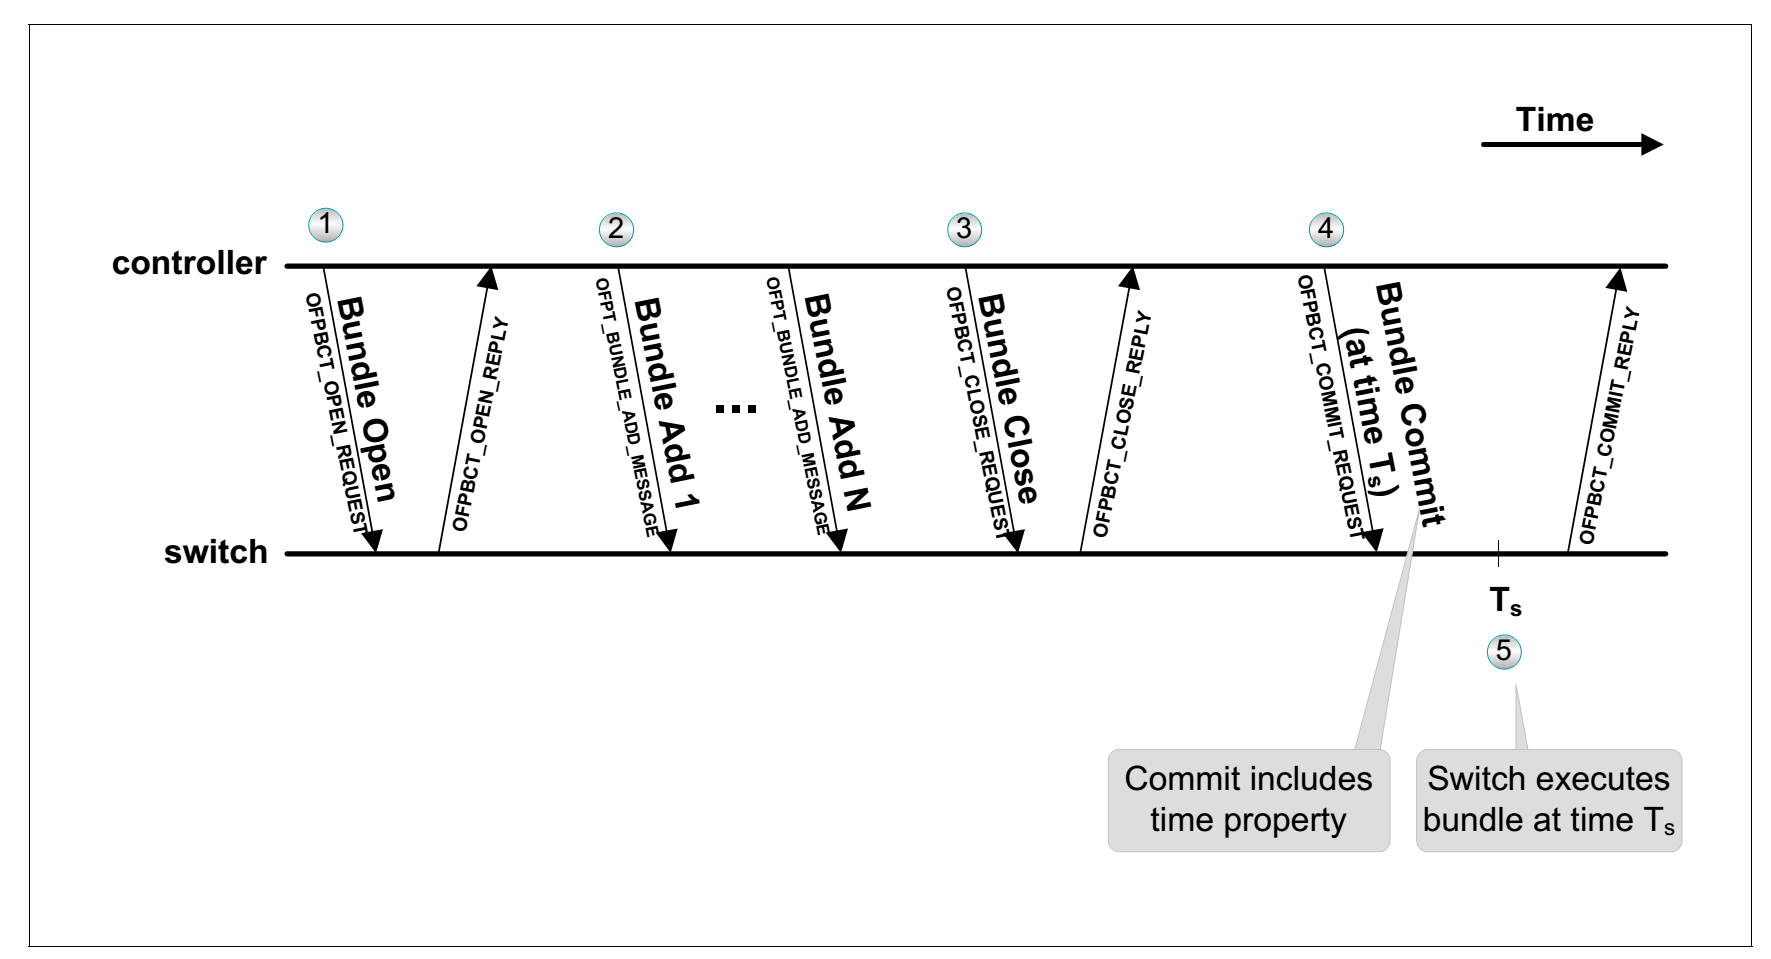 Time
1
2
3
4
controller
Bundle Open
OFPBCT_OPEN_REQUEST
OFPBCT_OPEN_REPLY
Bundle Add 1
OFPT_BUNDLE_ADD_MESSAGE
...
Bundle Add N
OFPT_BUNDLE_ADD_MESSAGE
Bundle Close
OFPBCT_CLOSE_REQUEST
OFPBCT_CLOSE_REPLY
Bundle Commit
(at time Ts)
OFPBCT_COMMIT_REQUEST
OFPBCT_COMMIT_REPLY
switch
Ts
5
Commit includes
time property
Switch executes
bundle at time Ts